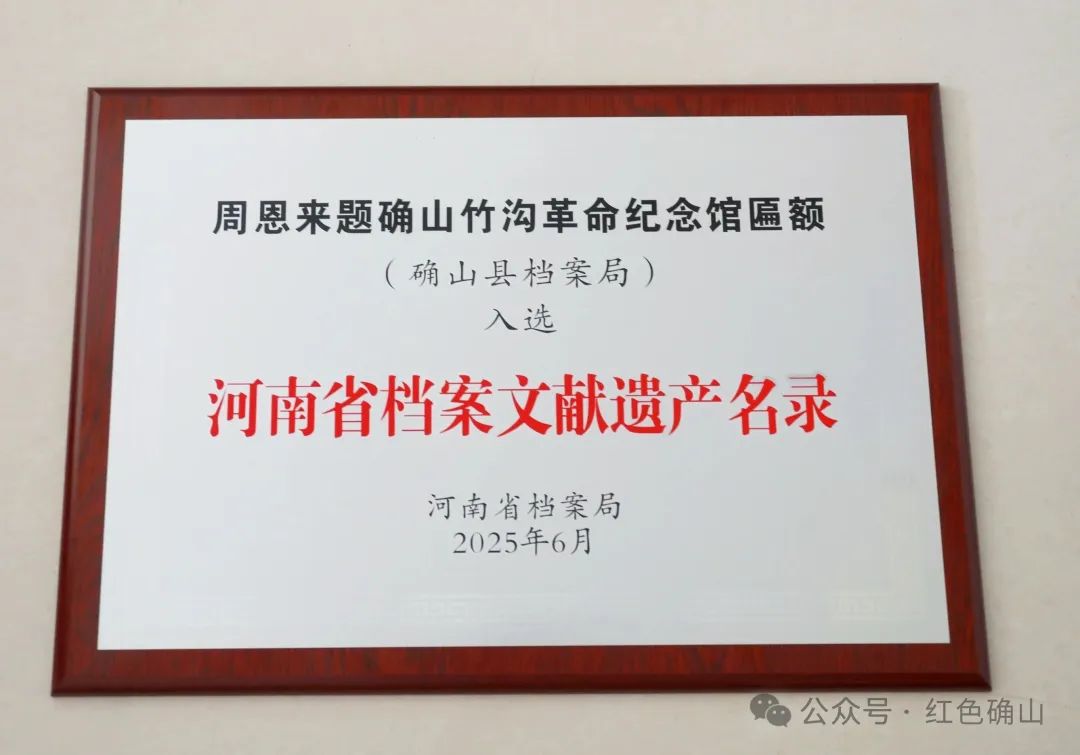 周恩来题确山竹沟革命纪念馆匾额
（确山县档案局）
入选
河南省档案文献遗产名录
河南省档案局
2025年6月
公众号·红色确山